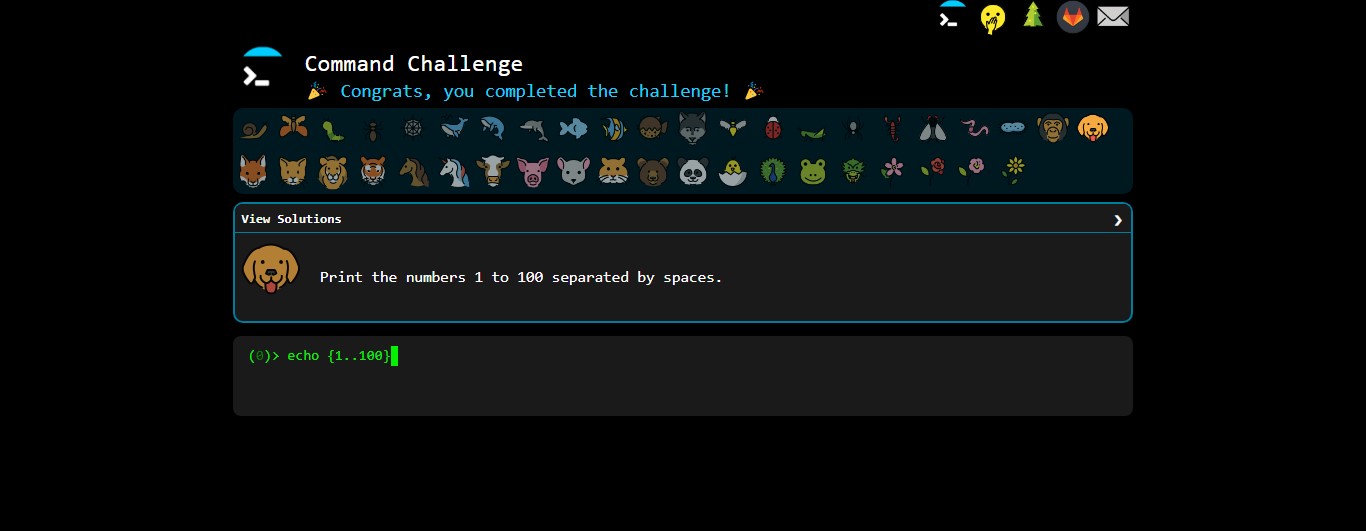 Command Challenge
Congrats, you completed the challenge!
View Solutions
Print the numbers 1 to 100 separated by spaces.
(0)> echo {1..100}